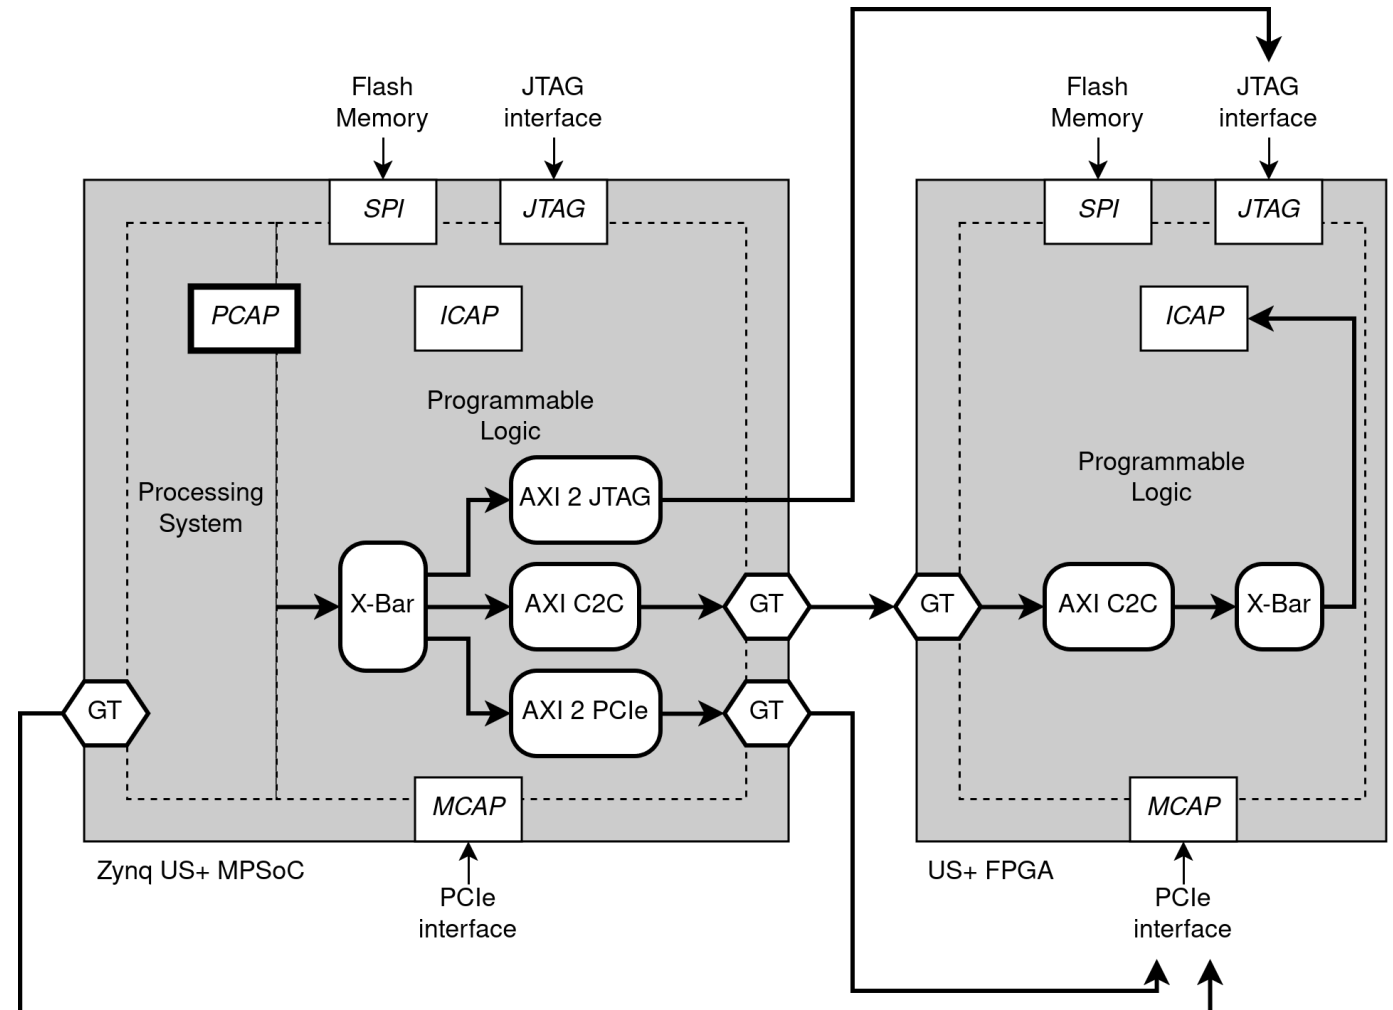 Flash
Memory
JTAG
interface
Flash
Memory
JTAG
interface
SPI
JTAG
SPI
JTAG
PCAP
ICAP
ICAP
Programmable
Logic
Programmable
Logic
Processing
System
AXI 2 JTAG
X-Bar
AXI C2C
GT
GT
AXI C2C
X-Bar
GT
AXI 2 PCIe
GT
MCAP
MCAP
Zynq US+ MPSoC
US+ FPGA
PCIe
interface
PCIe
interface